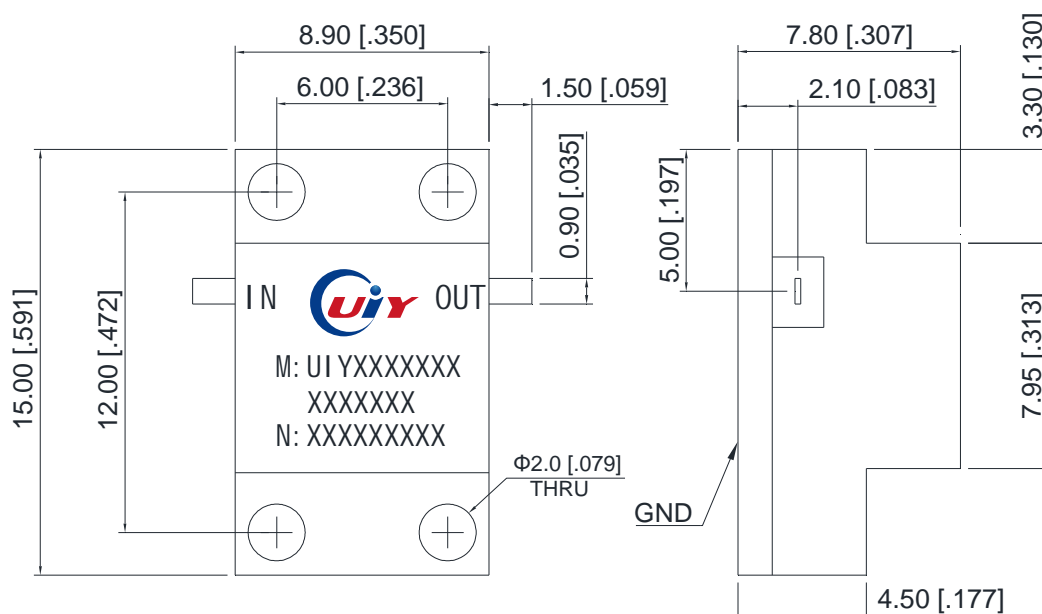 8.90 [.350]
6.00 [.236]
1.50 [.059]
0.90 [.035]
15.00 [.591]
12.00 [.472]
IN
UiY
OUT
M: UIYXXXXXXX
XXXXXXX
N: XXXXXXXXX
Φ2.0 [.079]
THRU
7.80 [.307]
2.10 [.083]
3.30 [.130]
5.00 [.197]
7.95 [.313]
GND
4.50 [.177]